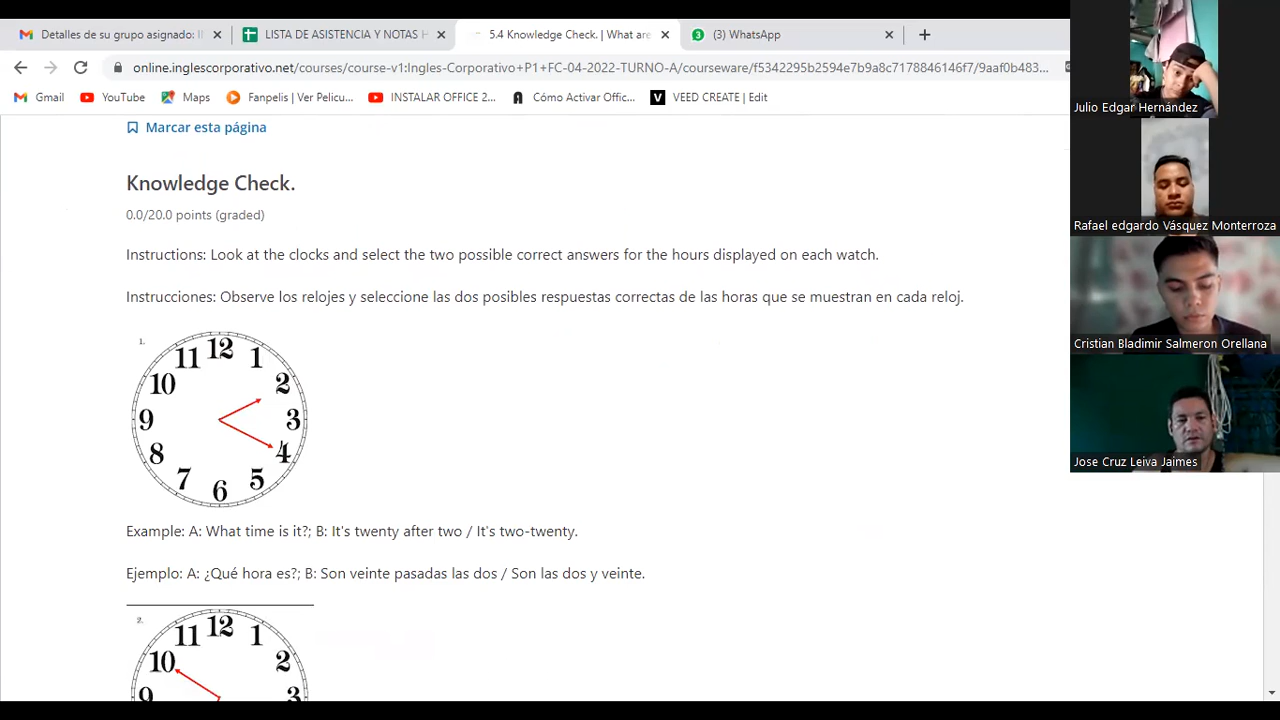 Detalles de su grupo asignado: II
LISTA DE ASISTENCIA Y NOTAS H
5.4 Knowledge Check. | What are
(3) WhatsApp
online.inglescorporativo.net/courses/course-v1:Ingles-Corporativo+P1+FC-04-2022-TURNO-A/courseware/f5342295b2594e7b9a8c7178846146f7/9aaf0b483...
Gmail
YouTube
Maps
Fanpelis | Ver Pelicu...
INSTALAR OFFICE 2...
Cómo Activar Offic...
VEED CREATE | Edit
Marcar esta página
Knowledge Check.
0.0/20.0 points (graded)
Instructions: Look at the clocks and select the two possible correct answers for the hours displayed on each watch.
Instrucciones: Observe los relojes y seleccione las dos posibles respuestas correctas de las horas que se muestran en cada reloj.
1.
12
11 1
10 2
9 3
8 4
7 5
6
Example: A: What time is it?; B: It's twenty after two / It's two-twenty.
Ejemplo: A: ¿Qué hora es?; B: Son veinte pasadas las dos / Son las dos y veinte.
2.
12
11 1
10 2
9 3
Julio Edgar Hernández
Rafael edgardo Vásquez Monterroza
Cristian Bladimir Salmeron Orellana
Jose Cruz Leiva Jaimes